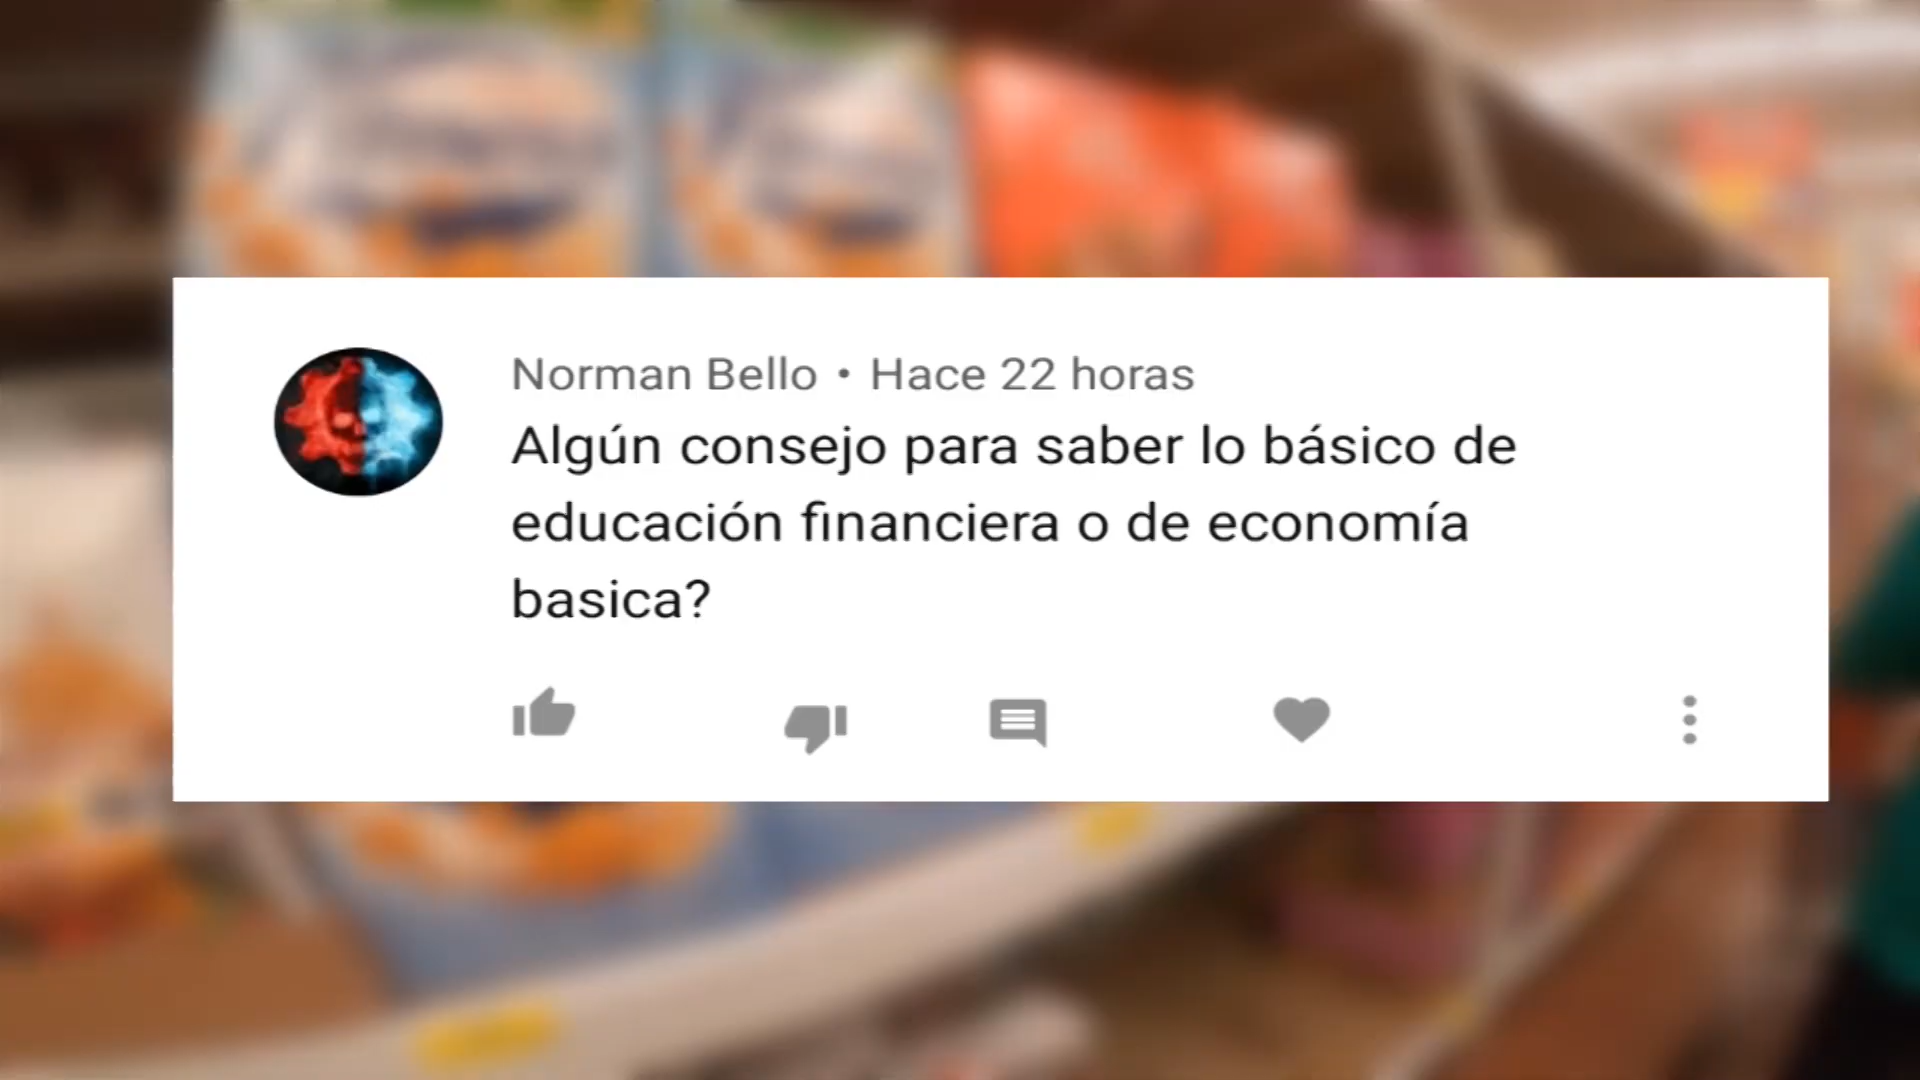 Norman Bello • Hace 22 horas
Algún consejo para saber lo básico de
educación financiera o de economía
basica?